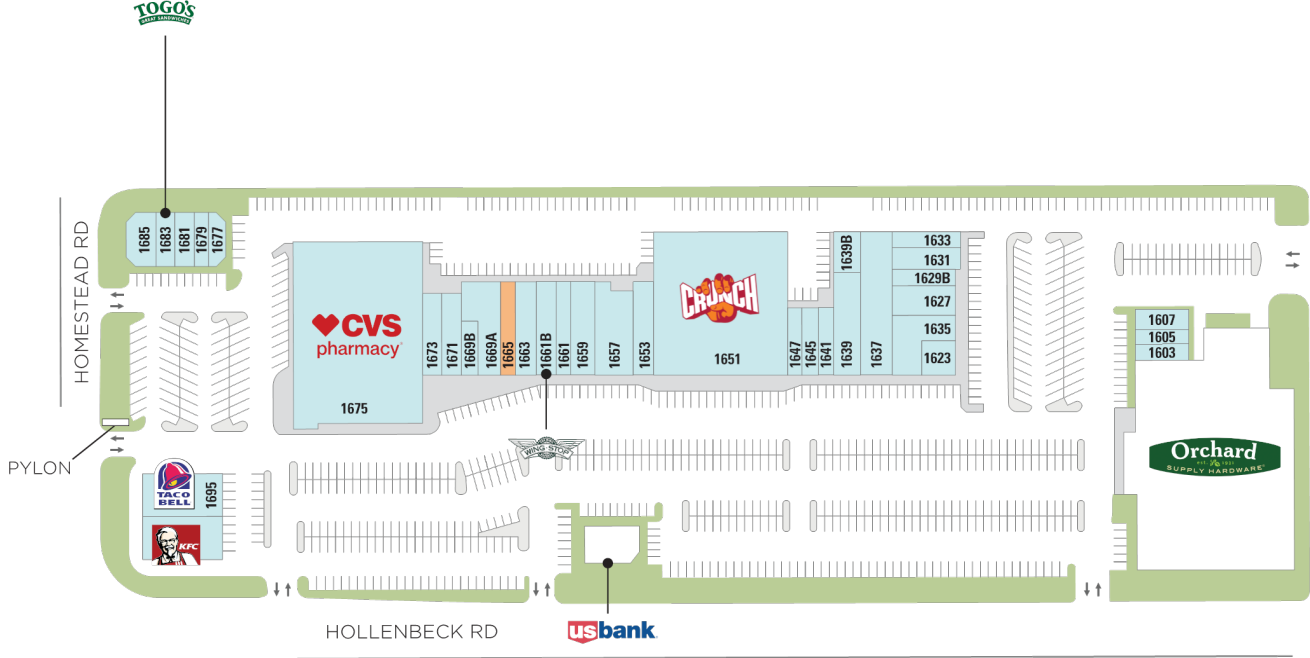 TOGO'S
GREAT SANDWICHES
HOMESTEAD RD
1685
1683
1681
1679
1677
CVS
pharmacy
1675
1673
1671
1669B
1669A
1665
1663
1661B
1661
1659
1657
1653
CRUNCH
1651
1647
1645
1641
1639B
1639
1637
1633
1631
1629B
1627
1635
1623
1607
1605
1603
Orchard
EST. 1931
SUPPLY HARDWARE
WING STOP
PYLON
TACO
BELL
1695
KFC
HOLLENBECK RD
usbank